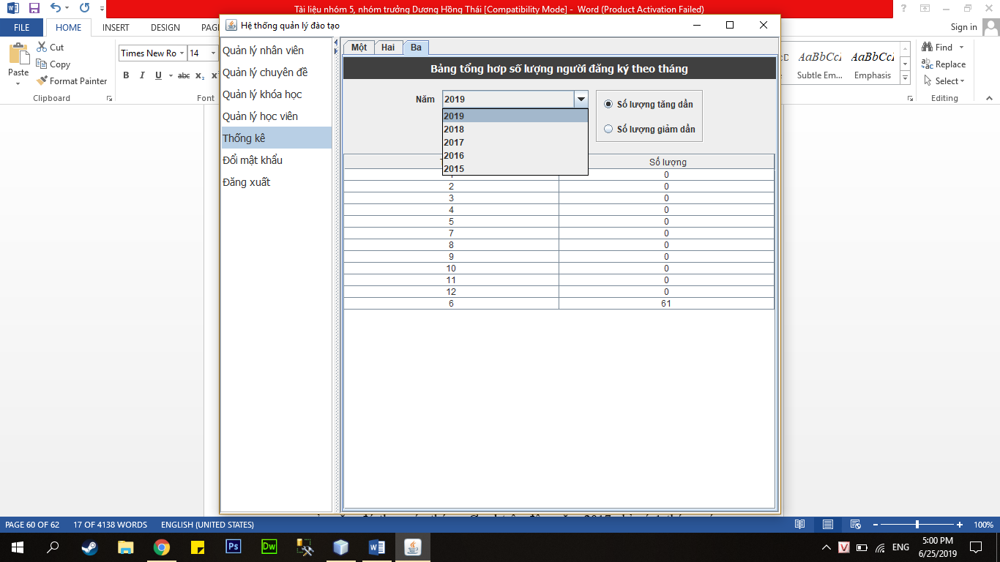 Tài liệu nhóm 5, nhóm trưởng Dương Hồng Thái [Compatibility Mode] - Word (Product Activation Failed)
FILE HOME INSERT DESIGN Sign in
Cut
Copy
Format Painter
Paste
Clipboard
Times New Ro 14
B I U abc x₂ x
Font
AaBbCcL AaBbCcI
Subtle Em... Emphasis
Find
Replace
Select
Editing
Hệ thống quản lý đào tạo
Quản lý nhân viên
Quản lý chuyên đề
Quản lý khóa học
Quản lý học viên
Thống kê
Đổi mật khẩu
Đăng xuất
Một Hai Ba
Bảng tổng hơp số lượng người đăng ký theo tháng
Năm 2019
2019
2018
2017
2016
2015
Số lượng tăng dần
Số lượng giảm dần
Số lượng
0
2 0
3 0
4 0
5 0
7 0
8 0
9 0
10 0
11 0
12 0
6 61
PAGE 60 OF 62 17 OF 4138 WORDS ENGLISH (UNITED STATES) 100%
Ps Dw
ENG
5:00 PM
6/25/2019